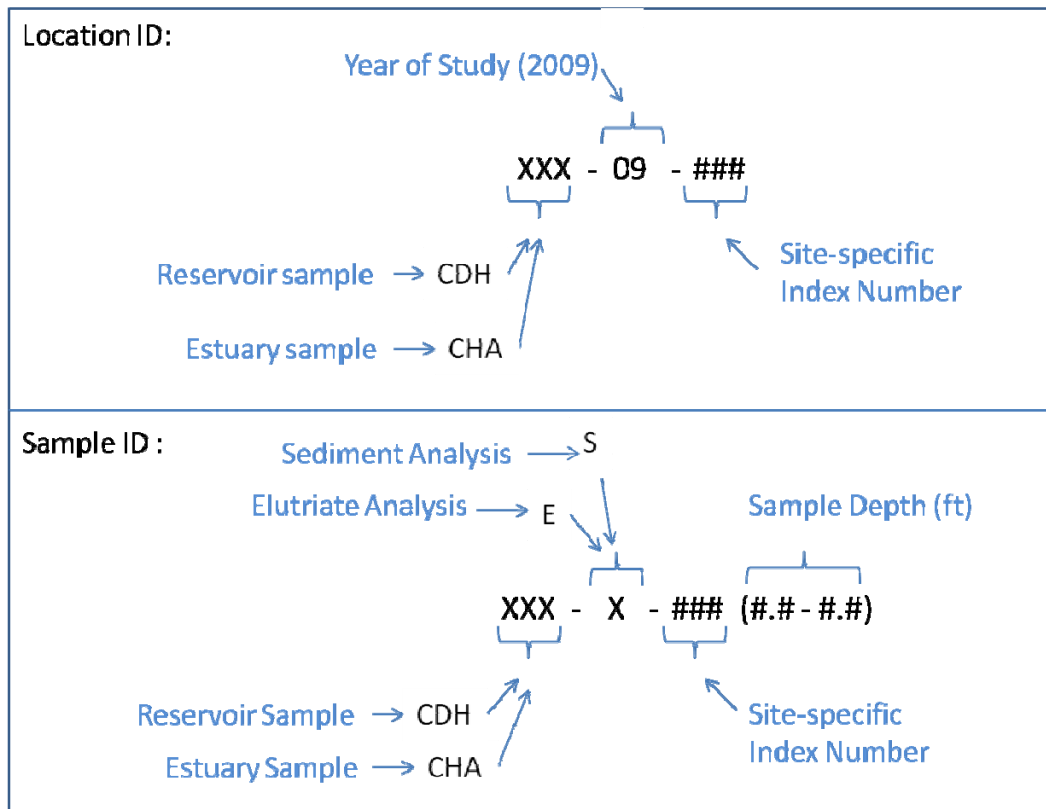 Location ID:
Year of Study (2009)
XXX - 09 - ###
Site-specific
Index Number
Reservoir sample → CDH
Estuary sample → CHA
Sample ID :
Sediment Analysis → S
Elutriate Analysis → E
Sample Depth (ft)
XXX - X - ### (#.# - #.#)
Reservoir Sample → CDH
Estuary Sample → CHA
Site-specific
Index Number